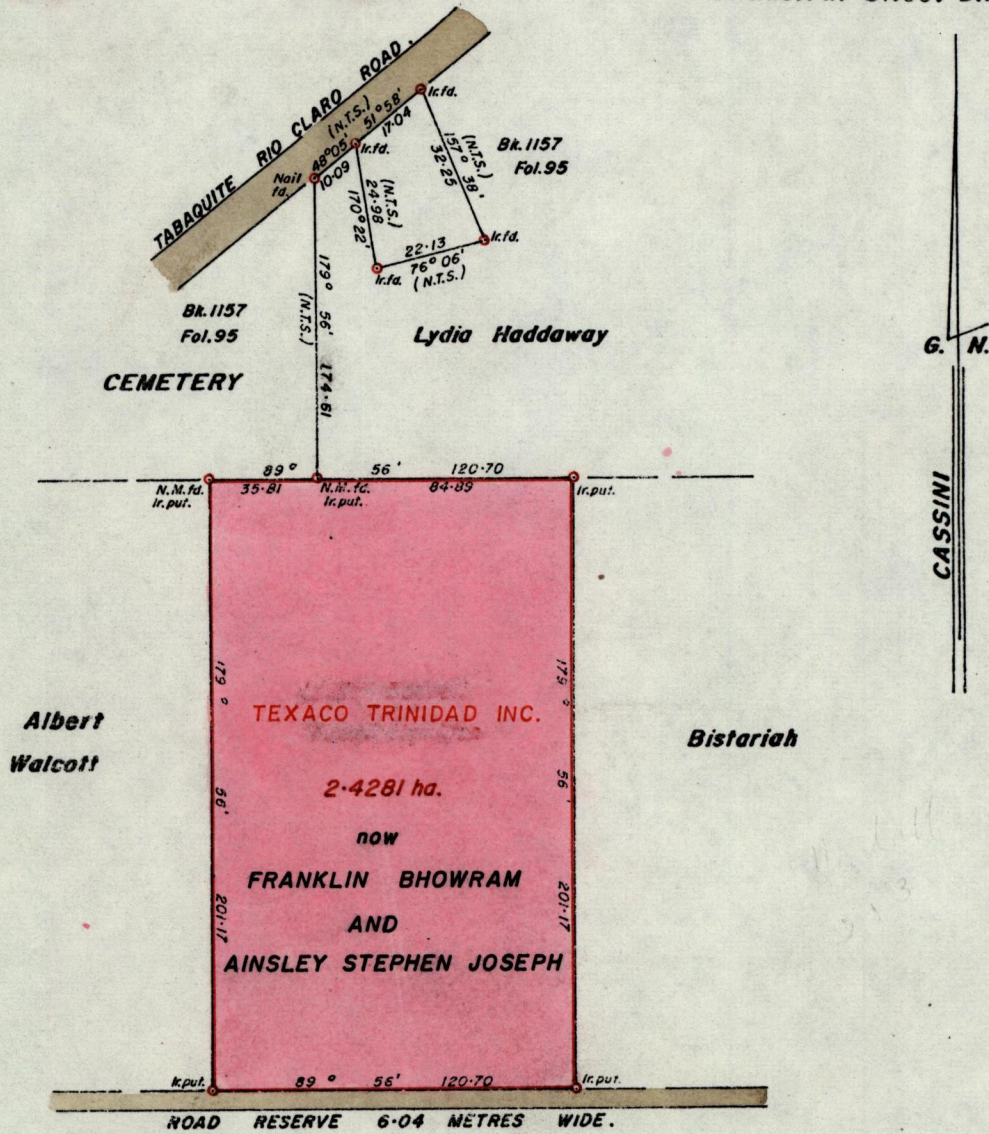 TABAQUITE RIO CLARO ROAD.
(N.T.S.)
48°05'
10·09
51°58'
17·04
Ir.fd.
Ir.fd.
Nail
fd.
(N.T.S.)
157° 38'
32·25
Bk.1157
Fol.95
(N.T.S.)
24·98
170°22'
Ir.fd.
22·13
76° 06'
(N.T.S.)
Ir.fd.
179° 56' 174·61
(N.T.S.)
Bk.1157
Fol.95
CEMETERY
Lydia Haddaway
G. N.
CASSINI
89° 56' 120·70
N.M.fd.
Ir.put.
35·81
N.M.fd.
Ir.put.
84·89
Ir.put.
179° 56' 201·17
179° 56' 201·17
Albert
Walcott
TEXACO TRINIDAD INC.
2·4281 ha.
now
FRANKLIN BHOWRAM
AND
AINSLEY STEPHEN JOSEPH
Bistariah
Ir.put.
89° 56' 120·70
Ir.put.
ROAD RESERVE 6·04 METRES WIDE.